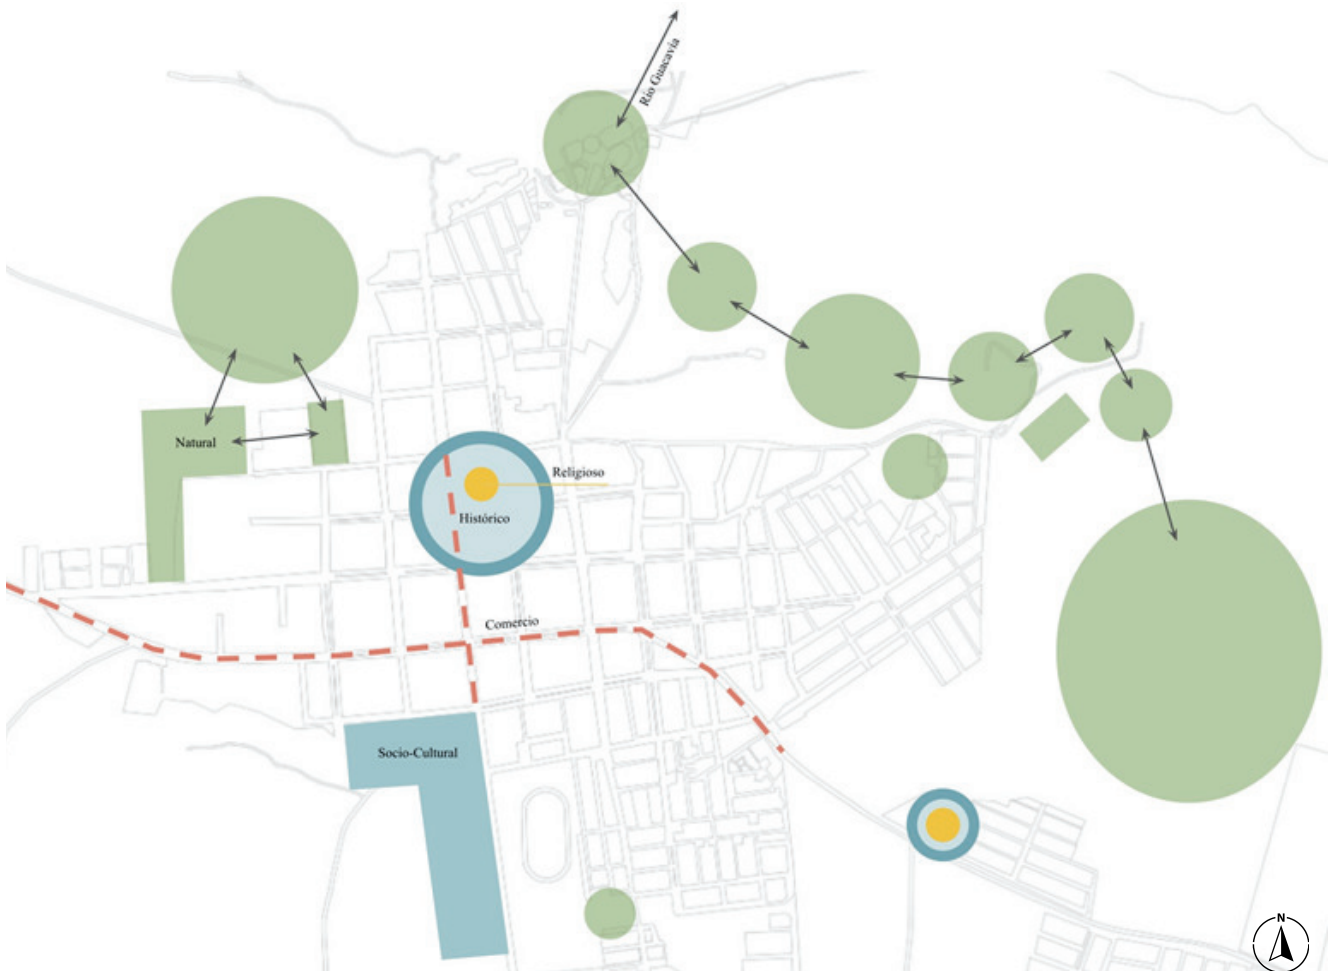 Río Guacavia
Natural
Religioso
Histórico
Comercio
Socio-Cultural
N